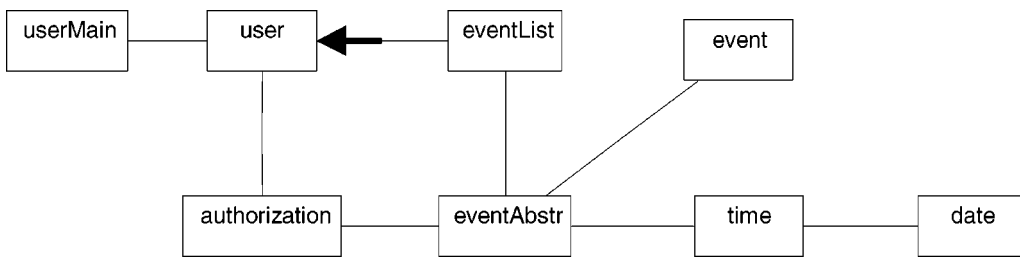 userMain
user
eventList
event
authorization
eventAbstr
time
date